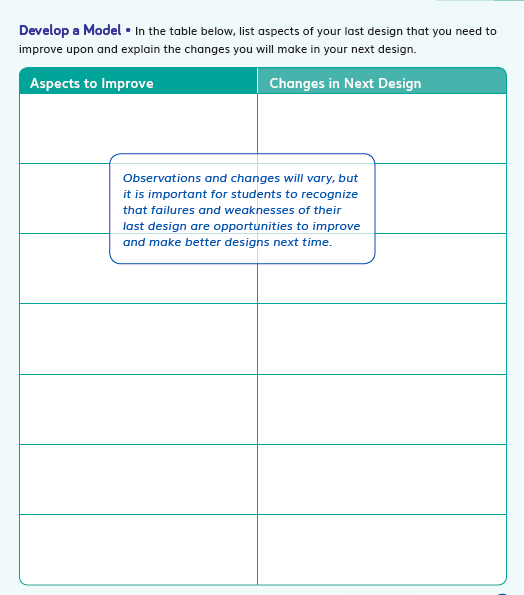 Develop a Model • In the table below, list aspects of your last design that you need to
improve upon and explain the changes you will make in your next design.
Aspects to Improve
Changes in Next Design
Observations and changes will vary, but
it is important for students to recognize
that failures and weaknesses of their
last design are opportunities to improve
and make better designs next time.